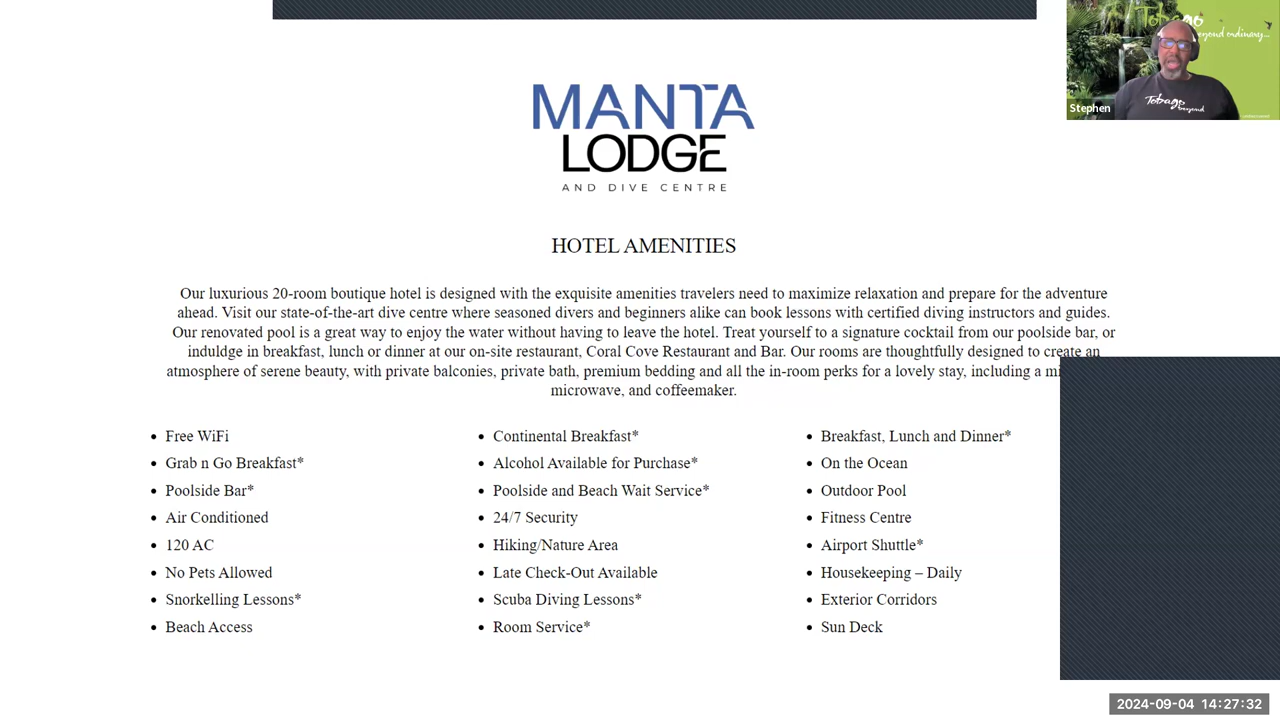 MANTA
LODGE
AND DIVE CENTRE
Tobago
beyond ordinary...
Tobago
beyond
Stephen
HOTEL AMENITIES
Our luxurious 20-room boutique hotel is designed with the exquisite amenities travelers need to maximize relaxation and prepare for the adventure
ahead. Visit our state-of-the-art dive centre where seasoned divers and beginners alike can book lessons with certified diving instructors and guides.
Our renovated pool is a great way to enjoy the water without having to leave the hotel. Treat yourself to a signature cocktail from our poolside bar, or
induldge in breakfast, lunch or dinner at our on-site restaurant, Coral Cove Restaurant and Bar. Our rooms are thoughtfully designed to create an
atmosphere of serene beauty, with private balconies, private bath, premium bedding and all the in-room perks for a lovely stay, including a
microwave, and coffeemaker.
• Free WiFi
• Grab n Go Breakfast*
• Poolside Bar*
• Air Conditioned
• 120 AC
• No Pets Allowed
• Snorkelling Lessons*
• Beach Access
• Continental Breakfast*
• Alcohol Available for Purchase*
• Poolside and Beach Wait Service*
• 24/7 Security
• Hiking/Nature Area
• Late Check-Out Available
• Scuba Diving Lessons*
• Room Service*
• Breakfast, Lunch and Dinner*
• On the Ocean
• Outdoor Pool
• Fitness Centre
• Airport Shuttle*
• Housekeeping – Daily
• Exterior Corridors
• Sun Deck
2024-09-04 14:27:32